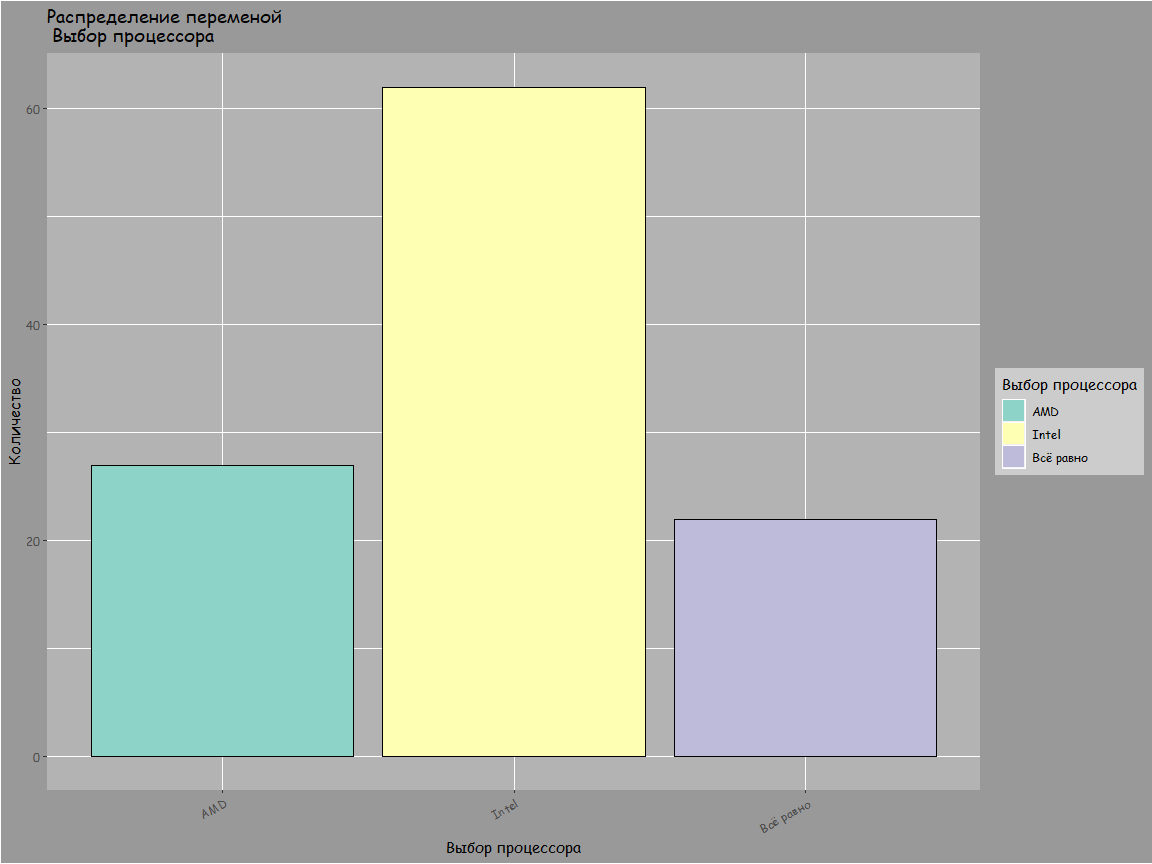 Распределение переменой
Выбор процессора
Количество
60
40
20
0
AMD
Intel
Всё равно
Выбор процессора
Выбор процессора
AMD
Intel
Всё равно